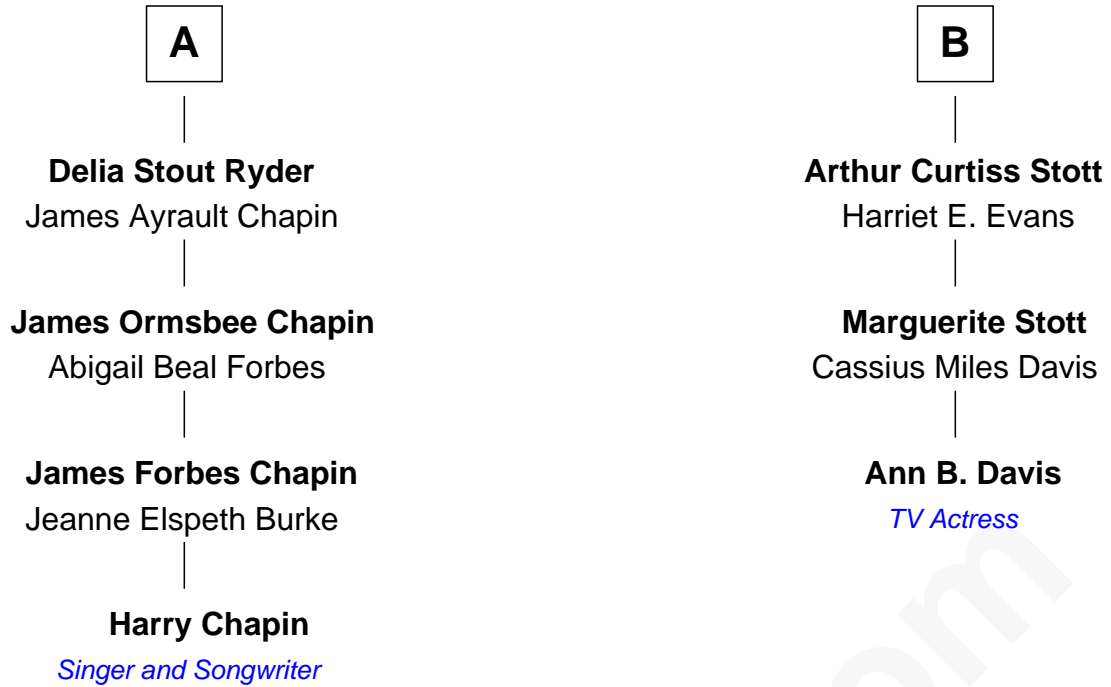 A
Delia Stout Ryder
James Ayrault Chapin
James Ormsbee Chapin
Abigail Beal Forbes
James Forbes Chapin
Jeanne Elspeth Burke
Harry Chapin
Singer and Songwriter
B
Arthur Curtiss Stott
Harriet E. Evans
Marguerite Stott
Cassius Miles Davis
Ann B. Davis
TV Actress
om